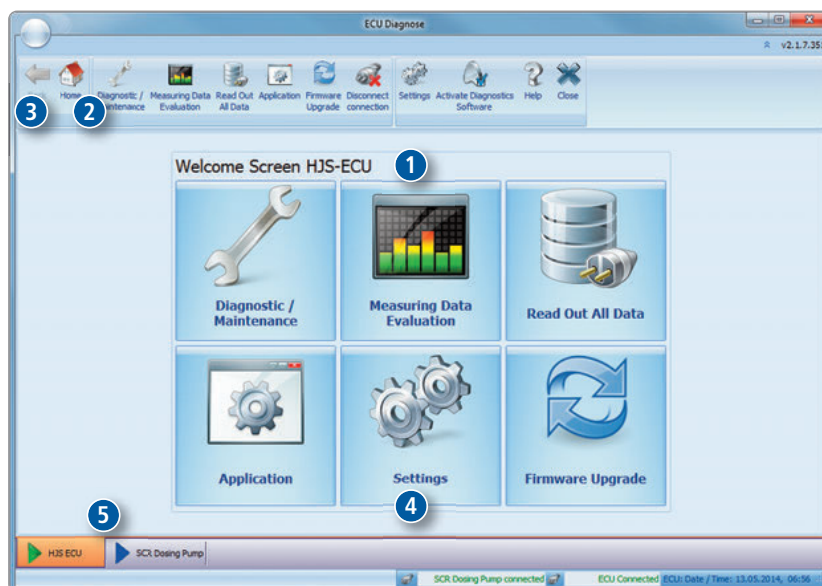 ECU Diagnose
v2.1.7.35
Home
Diagnostic /
Measuring Data
Evaluation
Read Out
All Data
Application
Firmware
Upgrade
Disconnect
connection
Settings
Activate Diagnostics
Software
Help
Close
3
2
Welcome Screen HJS-ECU
1
Diagnostic /
Maintenance
Measuring Data
Evaluation
Read Out All Data
Application
Settings
Firmware Upgrade
4
5
HJS ECU
SCR Dosing Pump
SCR Dosing Pump connected
ECU Connected
ECU: Date / Time: 13.05.2014, 06:56